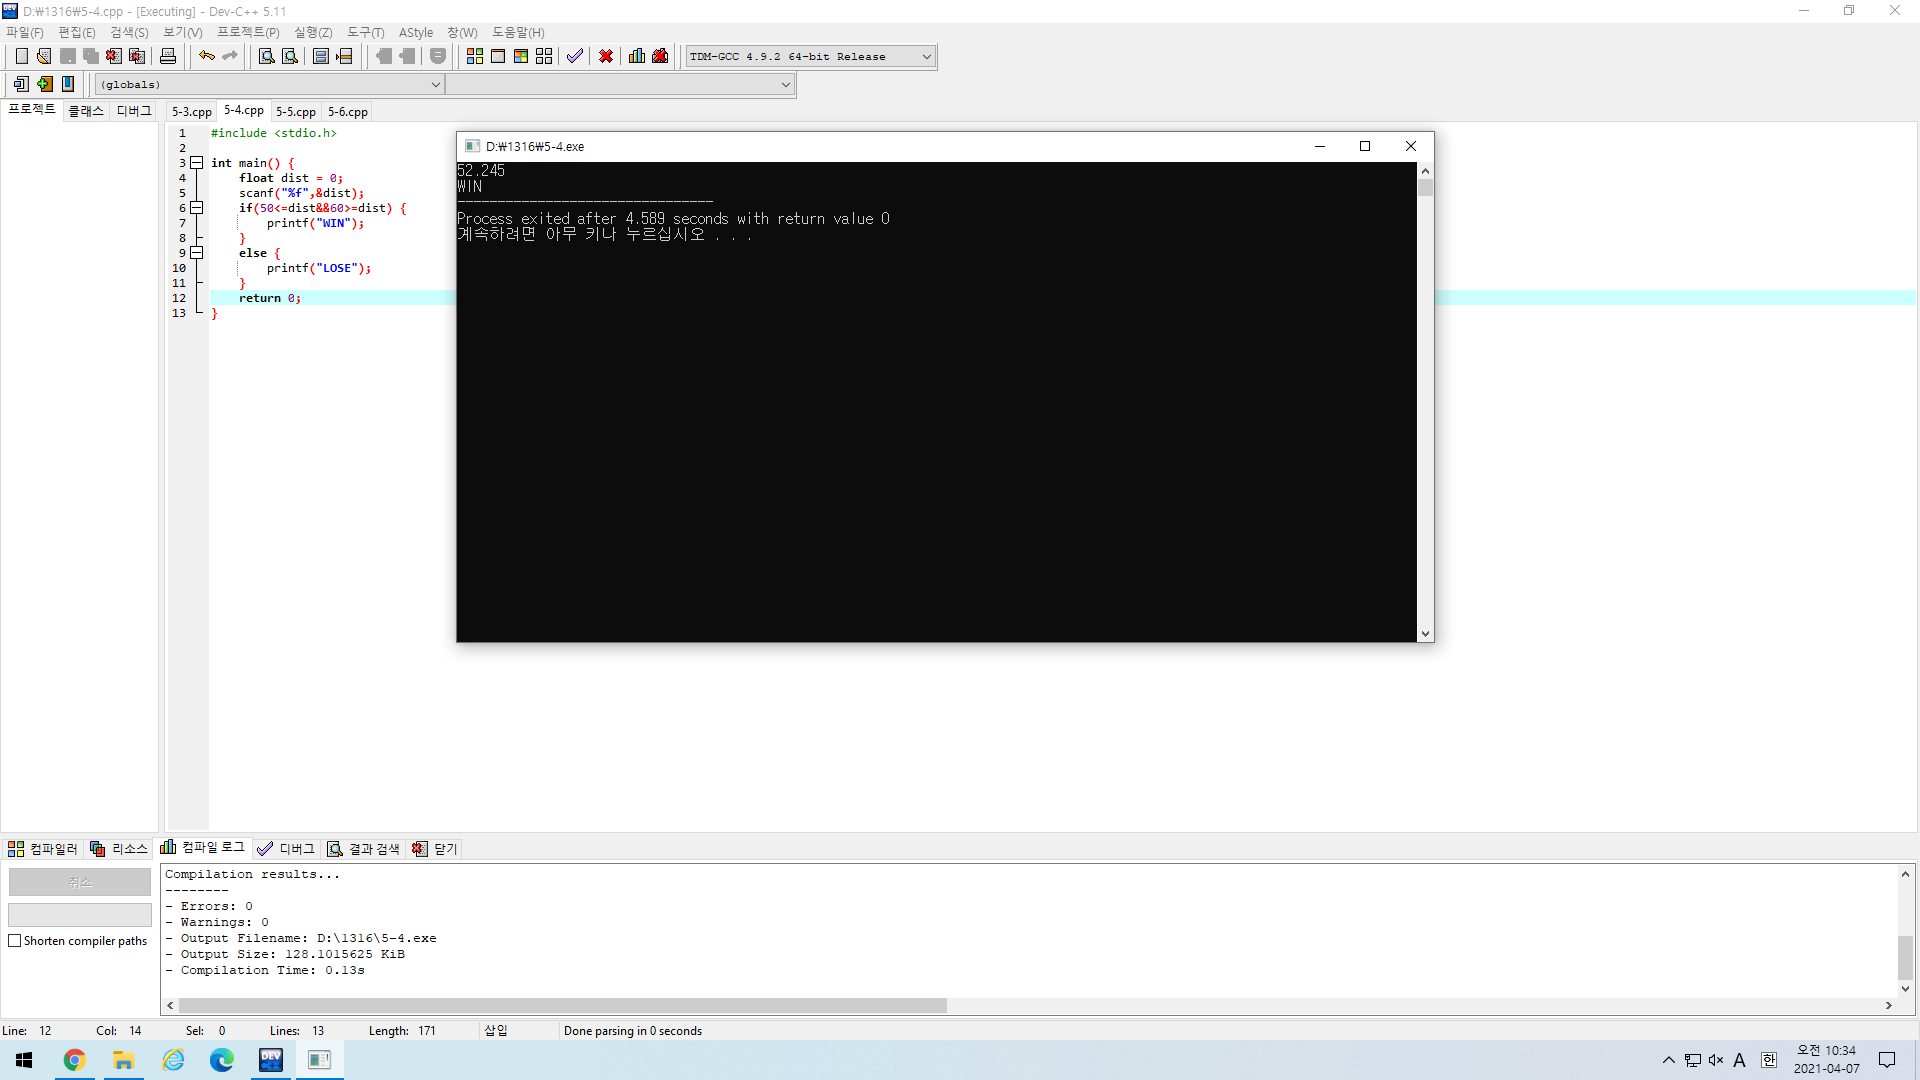 D:\1316\5-4.cpp - [Executing] - Dev-C++ 5.11
파일(F) 편집(E) 검색(S) 보기(V) 프로젝트(P) 실행(Z) 도구(T) AStyle 창(W) 도움말(H)
TDM-GCC 4.9.2 64-bit Release
(globals)
프로젝트 클래스 디버그 5-3.cpp 5-4.cpp 5-5.cpp 5-6.cpp
1 #include <stdio.h>
2
3 int main() {
4 float dist = 0;
5 scanf("%f",&dist);
6 if(50<=dist&&60>=dist) {
7 printf("WIN");
8 }
9 else {
10 printf("LOSE");
11 }
12 return 0;
13 }
D:₩1316₩5-4.exe
52.245
WIN
--------------------------------
Process exited after 4.589 seconds with return value 0
계속하려면 아무 키나 누르십시오 . . .
컴파일러 리소스 컴파일 로그 디버그 결과 검색 닫기
취소
Shorten compiler paths
Compilation results...
--------
- Errors: 0
- Warnings: 0
- Output Filename: D:\1316\5-4.exe
- Output Size: 128.1015625 KiB
- Compilation Time: 0.13s
Line: 12 Col: 14 Sel: 0 Lines: 13 Length: 171 삽입 Done parsing in 0 seconds
DEV
A 한
오전 10:34
2021-04-07